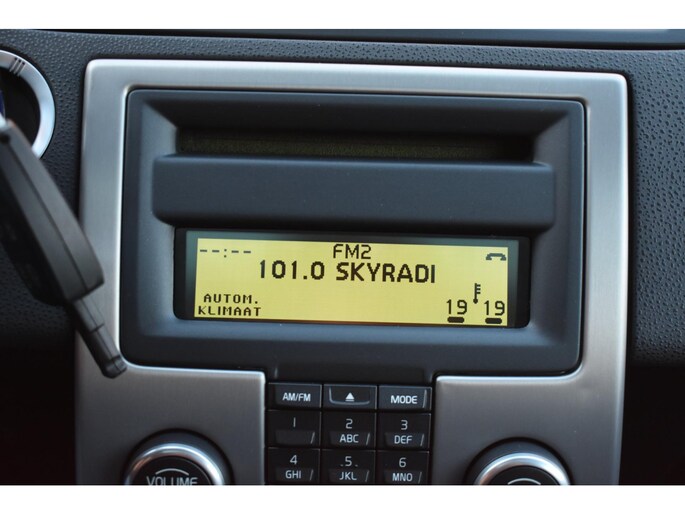 --:-- FM2
101.0 SKYRADI
AUTOM.
KLIMAAT
19 19
AM/FM MODE
1 2 ABC 3 DEF
4 GHI 5 JKL 6 MNO
VOLUME